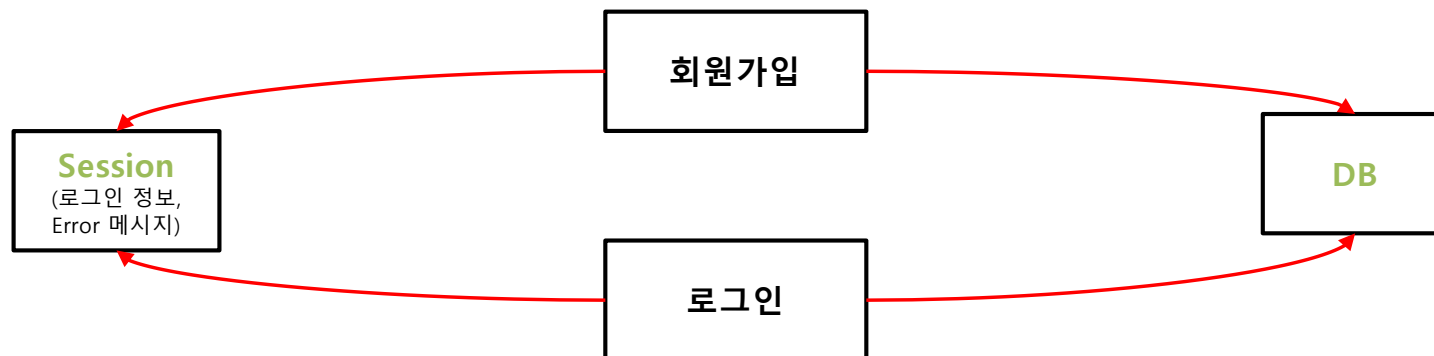 회원가입
Session
(로그인 정보,
Error 메시지)
DB
로그인